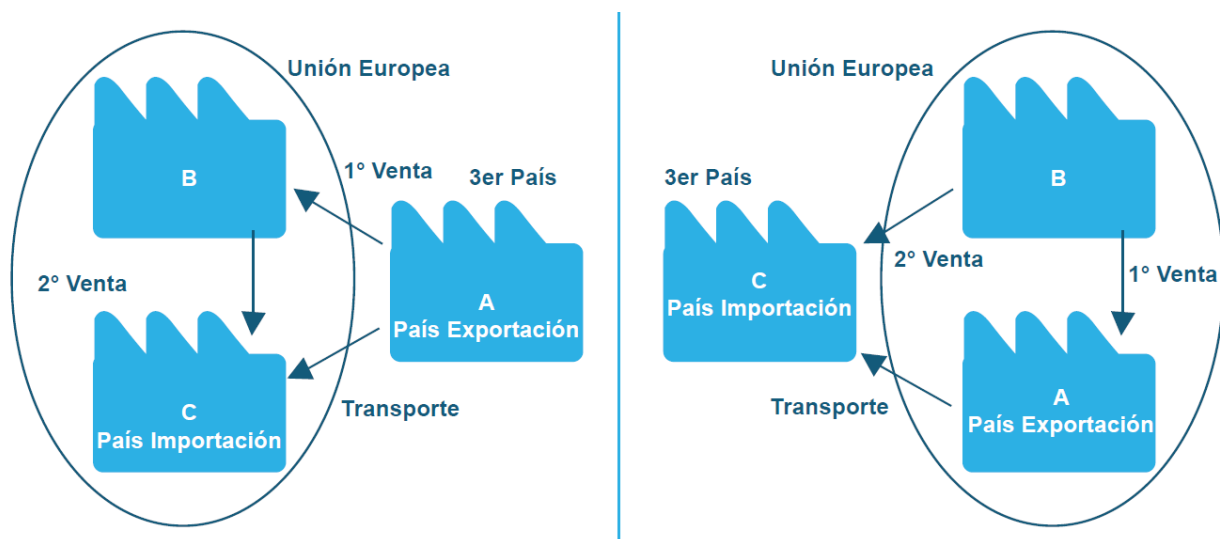 Unión Europea
B
1° Venta
3er País
2° Venta
A
País Exportación
C
País Importación
Transporte
Unión Europea
B
3er País
2° Venta
1° Venta
C
País Importación
Transporte
A
País Exportación